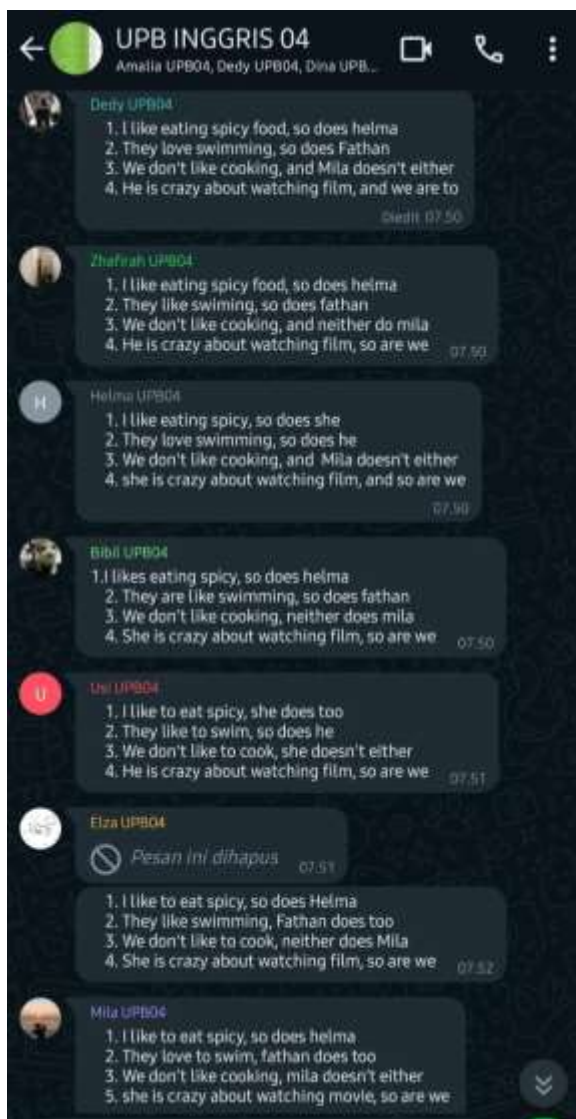 UPB INGGRIS 04
Amalia UPB04, Dedy UPB04, Dina UPB...
Dedy UPB04
1. I like eating spicy food, so does helma
2. They love swimming, so does Fathan
3. We don't like cooking, and Mila doesn't either
4. He is crazy about watching film, and we are to
Diedit 07.50
Zhafirah UPB04
1. I like eating spicy food, so does helma
2. They like swiming, so does fathan
3. We don't like cooking, and neither do mila
4. He is crazy about watching film, so are we 07.50
H
Helma UPB04
1. I like eating spicy, so does she
2. They love swimming, so does he
3. We don't like cooking, and Mila doesn't either
4. she is crazy about watching film, and so are we
07.50
Bibil UPB04
1.I likes eating spicy, so does helma
2. They are like swimming, so does fathan
3. We don't like cooking, neither does mila
4. She is crazy about watching film, so are we 07.50
U
Usi UPB04
1. I like to eat spicy, she does too
2. They like to swim, so does he
3. We don't like to cook, she doesn't either
4. He is crazy about watching film, so are we 07.51
Elza UPB04
Pesan ini dihapus 07.51
1. I like to eat spicy, so does Helma
2. They like swimming, Fathan does too
3. We don't like to cook, neither does Mila
4. She is crazy about watching film, so are we 07.52
Mila UPB04
1. I like to eat spicy, so does helma
2. They love to swim, fathan does too
3. We don't like cooking, mila doesn't either
5. she is crazy about watching movie, so are we